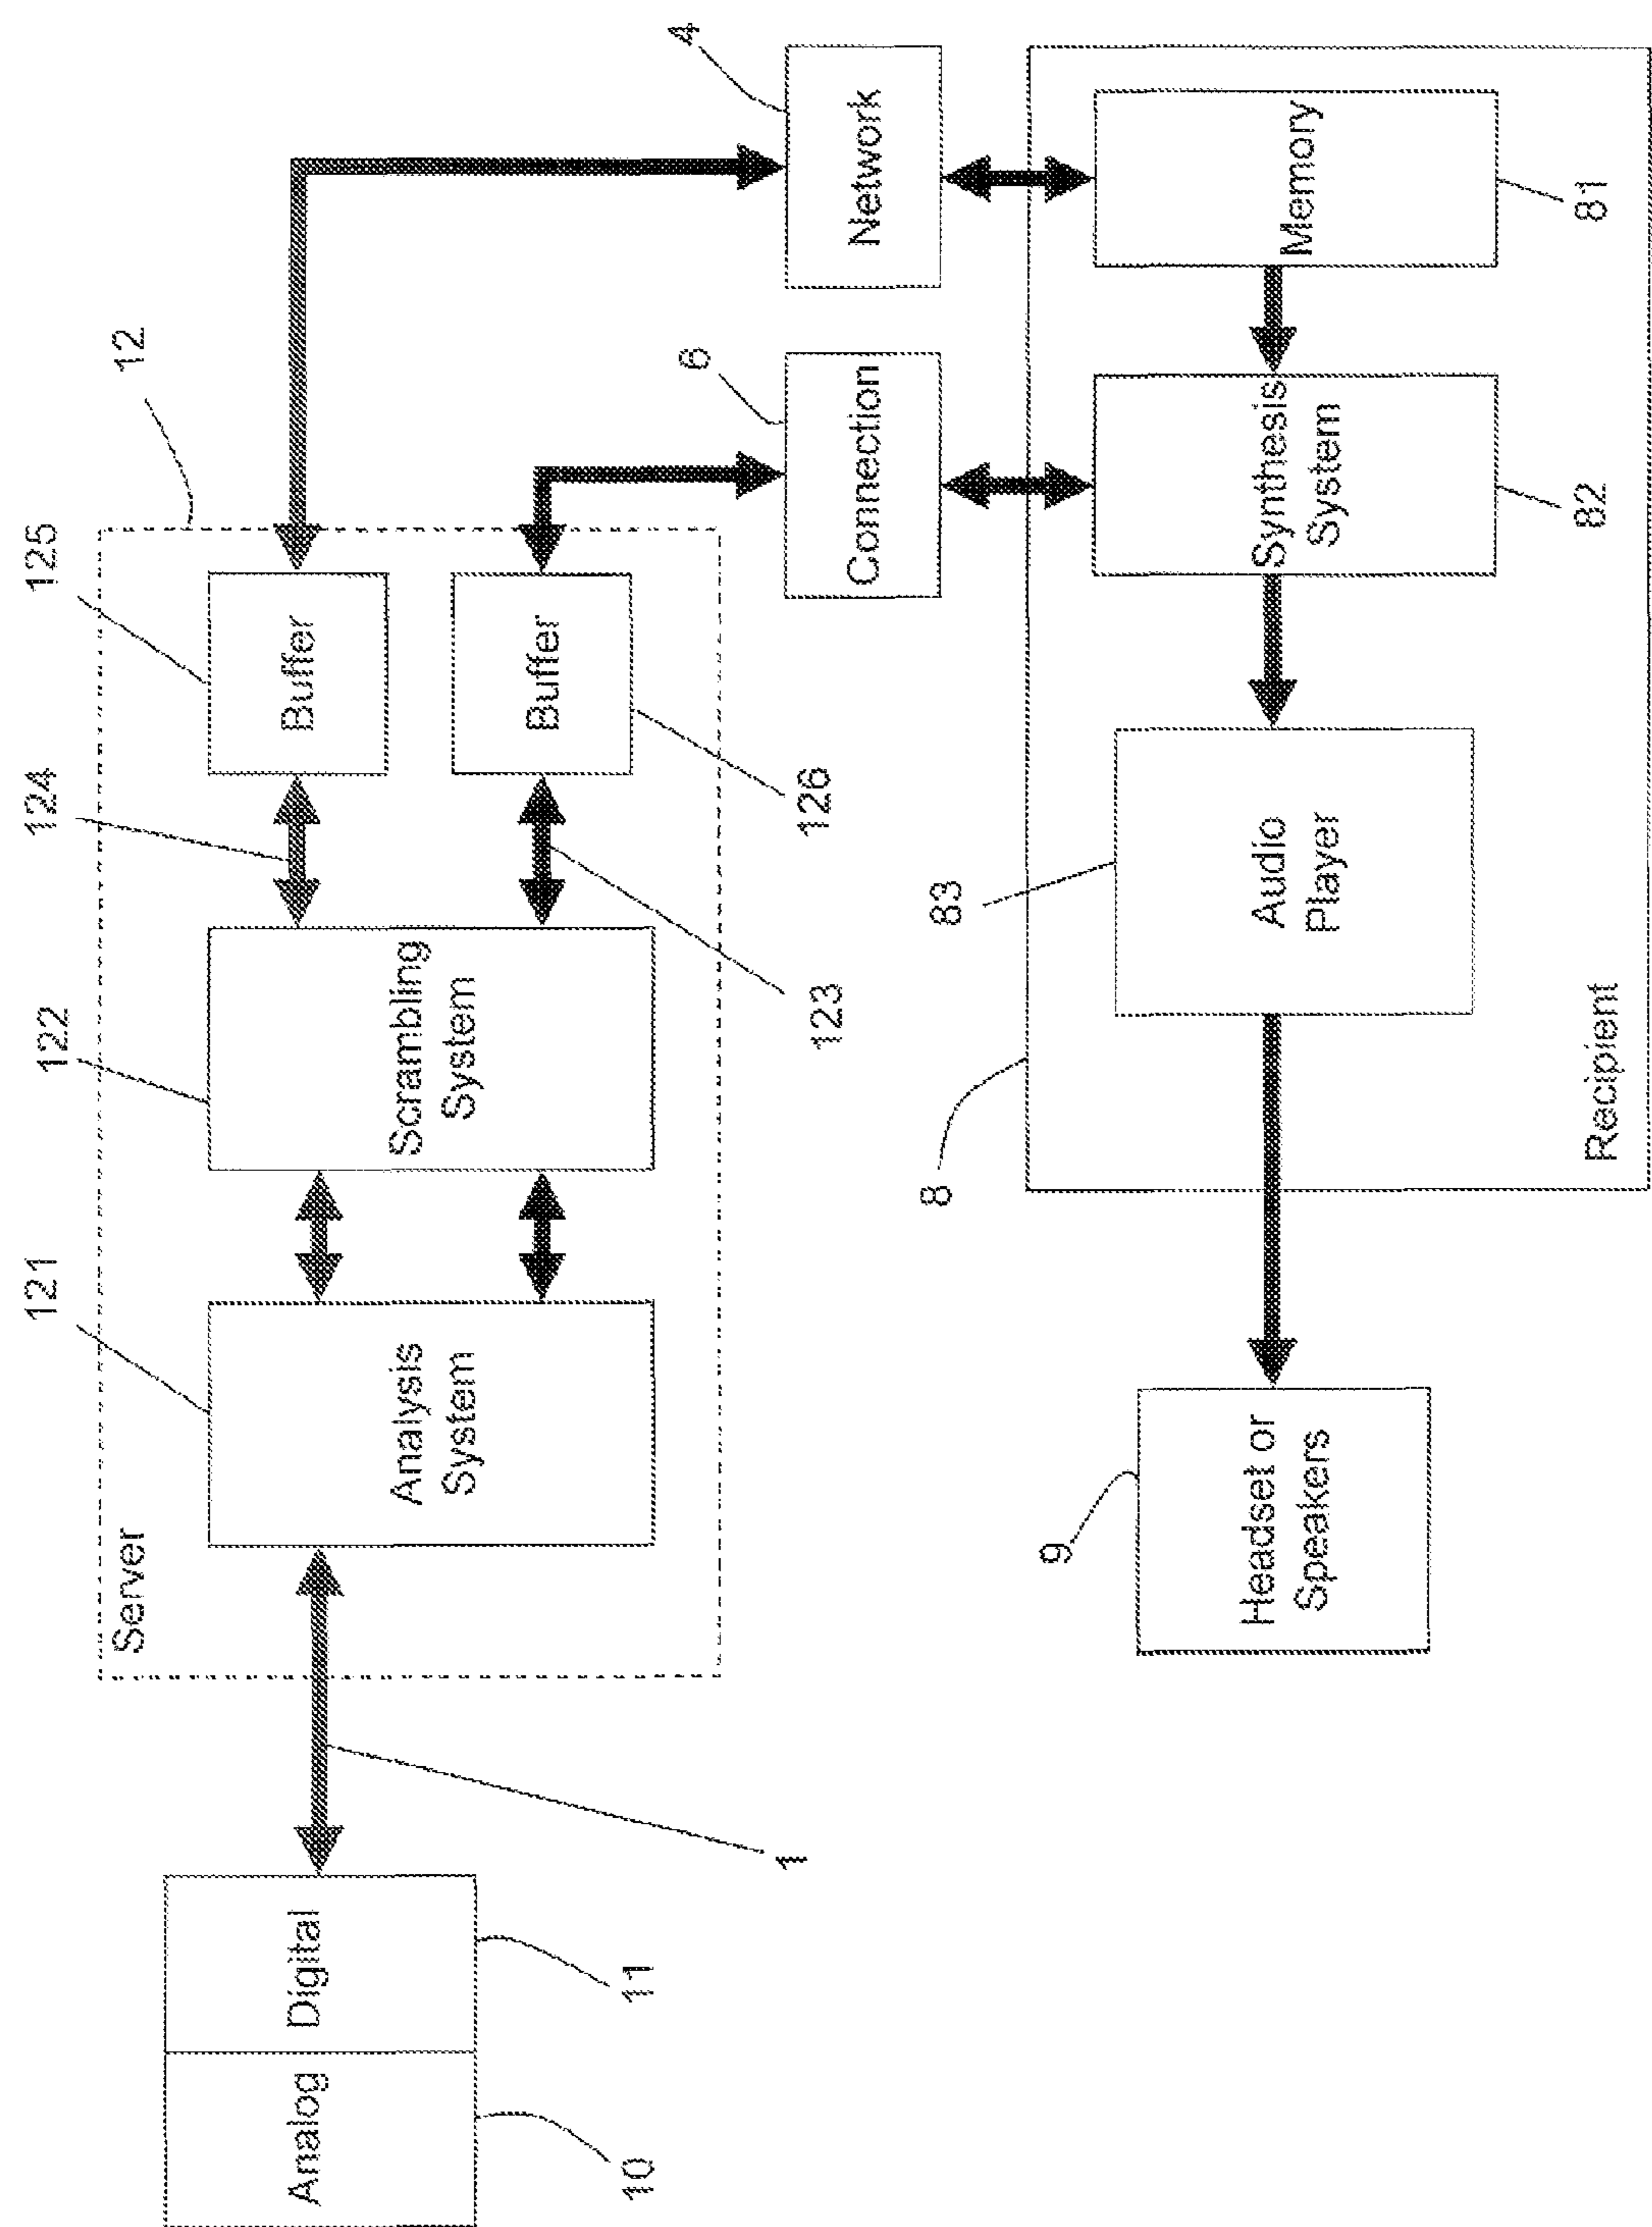 Analog
Digital
10
11
1
Server
12
121
Analysis
System
122
Scrambling
System
124
123
125
Buffer
Buffer
126
4
Network
6
Connection
8
Recipient
Memory
81
Synthesis
System
82
83
Audio
Player
9
Headset or
Speakers